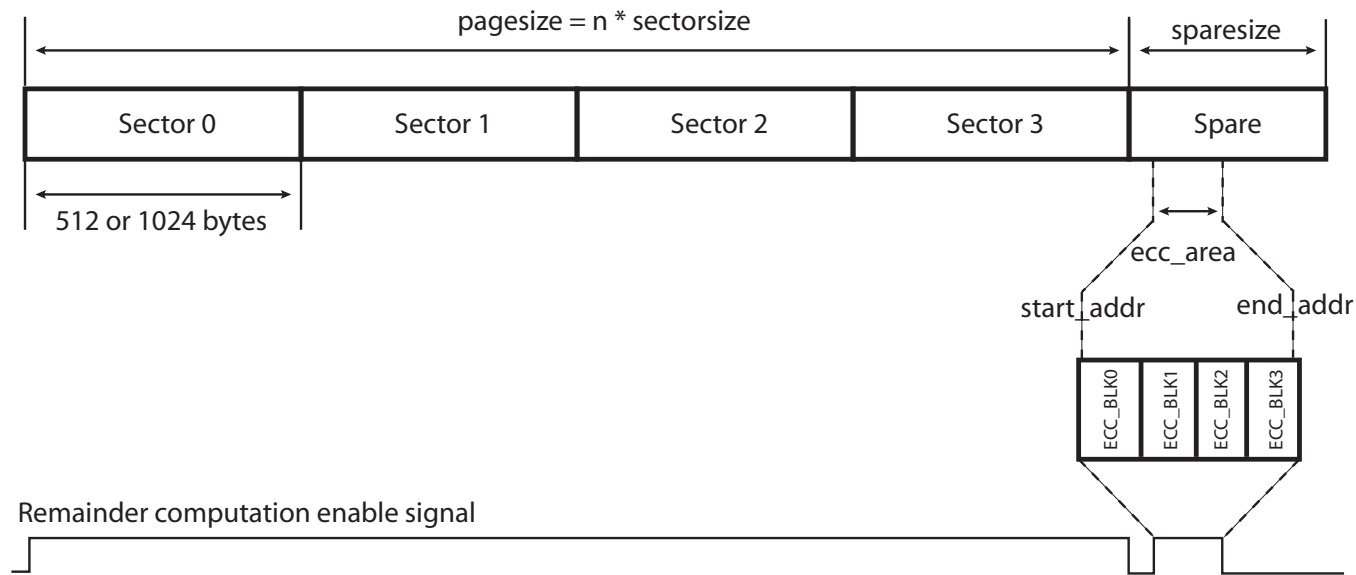 pagesize = n * sectorsize
sparesize
Sector 0
Sector 1
Sector 2
Sector 3
Spare
512 or 1024 bytes
ecc_area
start_addr
end_addr
ECC_BLK0
ECC_BLK1
ECC_BLK2
ECC_BLK3
Remainder computation enable signal